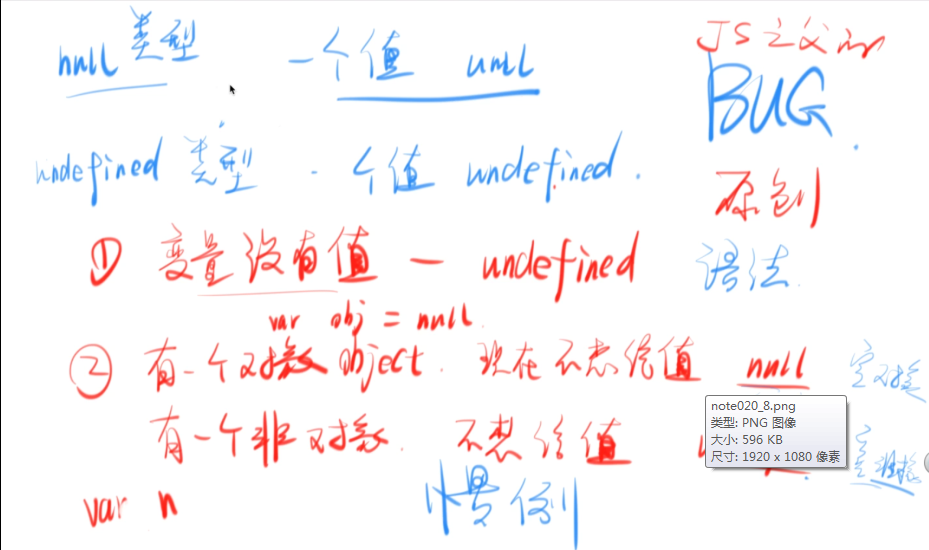 null 类型 一个值 null
JS之父的
BUG
undefined 类型 - 个值 undefined.
原创
① 变量没有值 — undefined
语法
var obj = null
② 有一个对象 object. 现在不想给值 null 空对象
有一个非对象. 不想给值
note020_8.png
类型: PNG 图像
大小: 596 KB
尺寸: 1920 x 1080 像素
var n
惯例